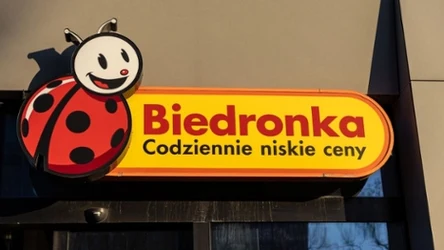 Biedronka
Codziennie niskie ceny